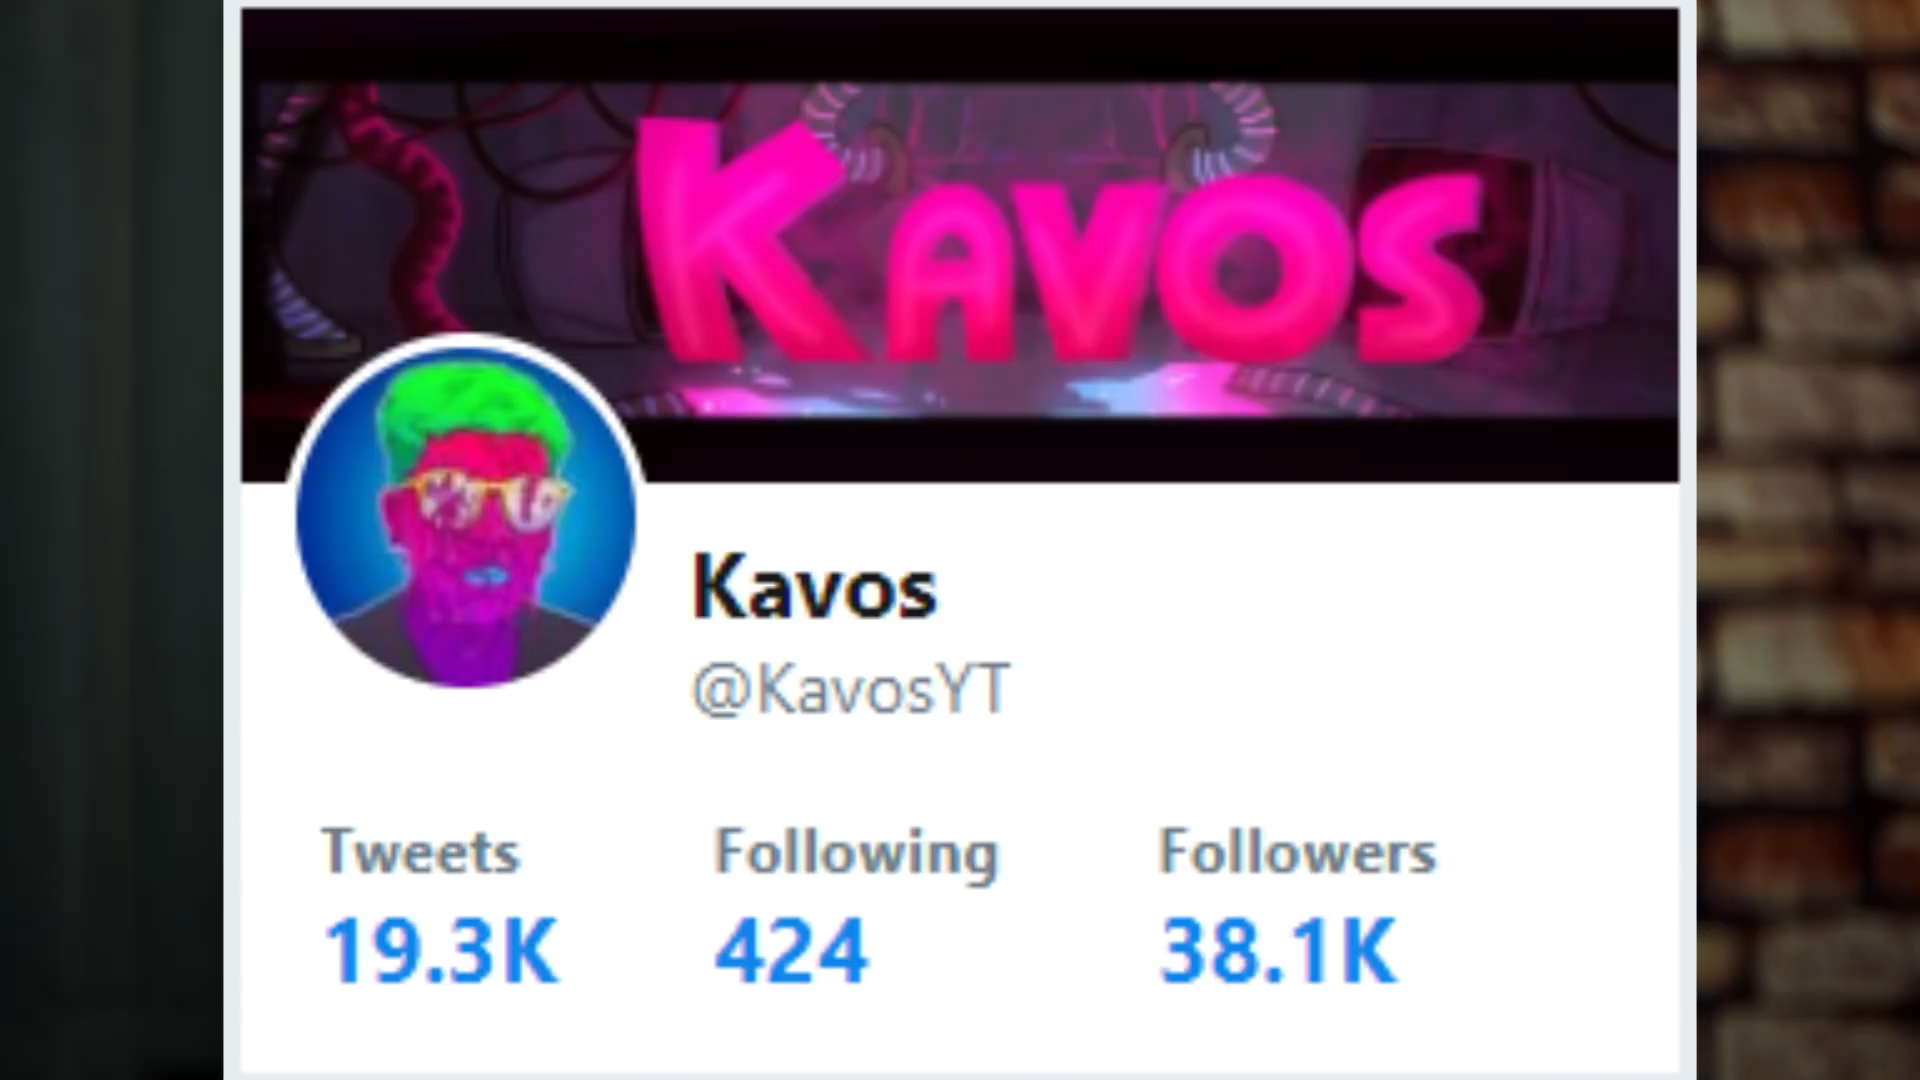 KAVOS
Kavos
@KavosYT
Tweets Following Followers
19.3K 424 38.1K